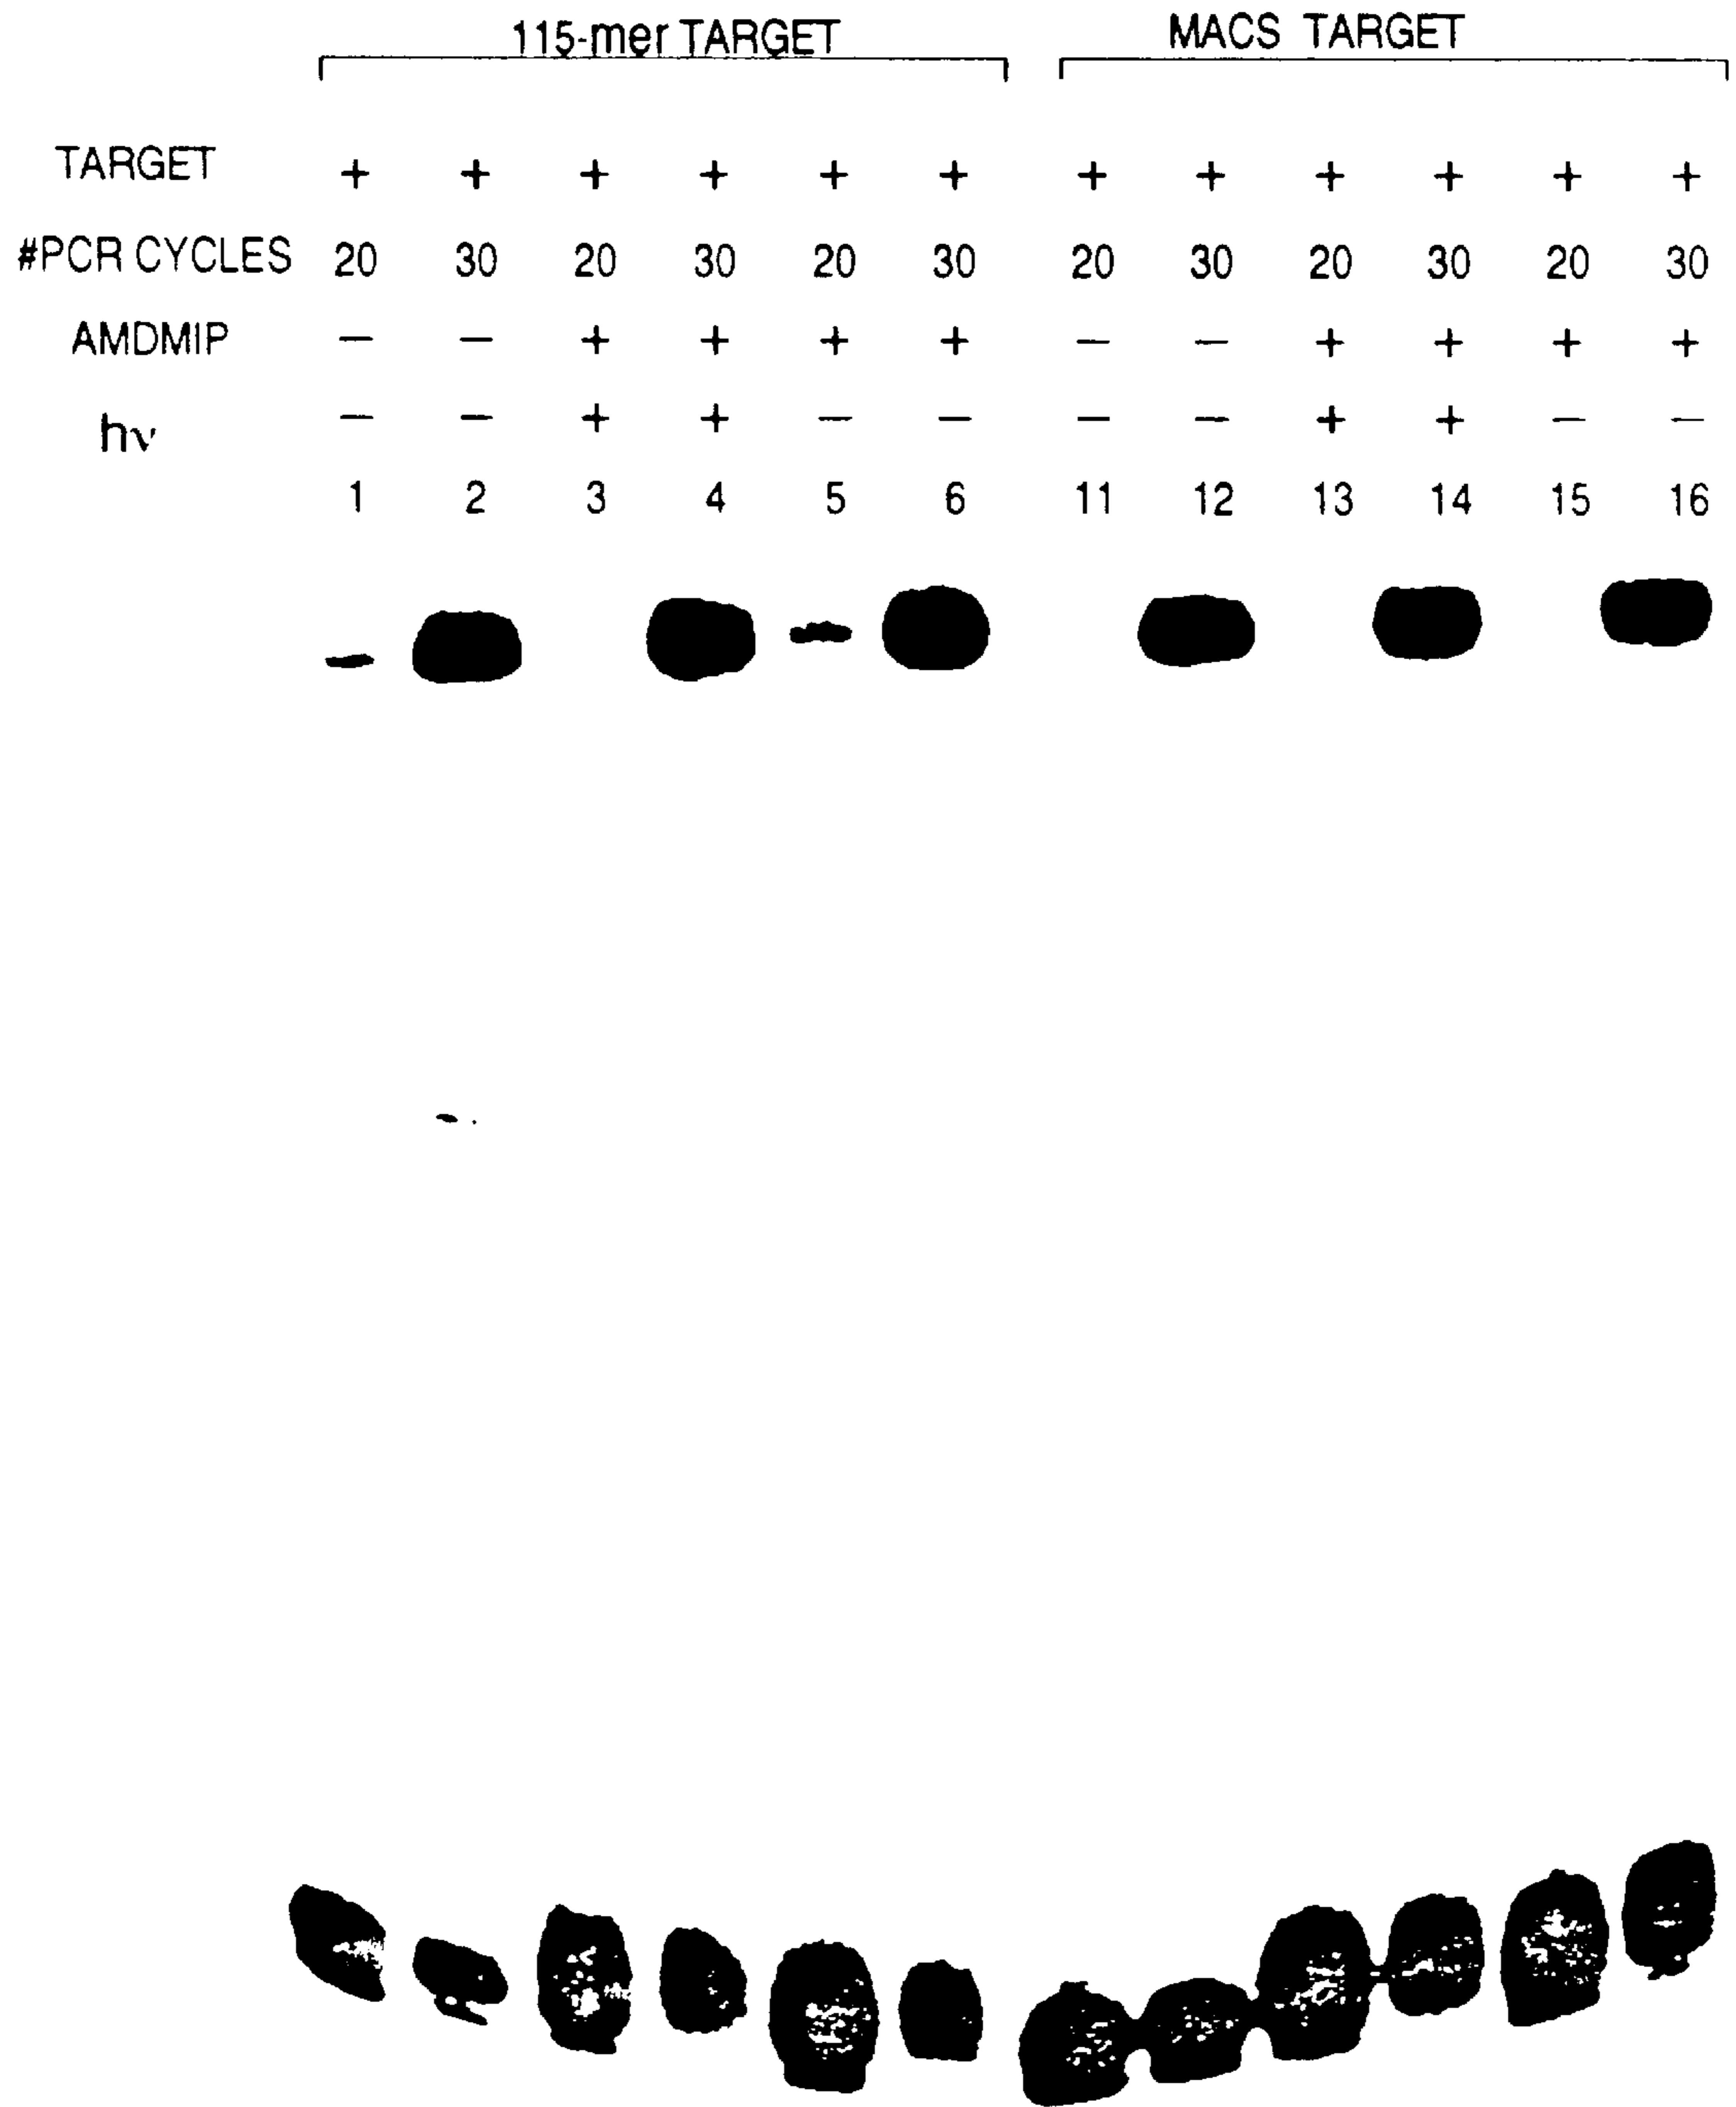 115-mer TARGET MACS TARGET
TARGET + + + + + + + + + + + +
#PCR CYCLES 20 30 20 30 20 30 20 30 20 30 20 30
AMDMIP − − + + + + − − + + + +
hν − − + + − − − − + + − −
1 2 3 4 5 6 11 12 13 14 15 16